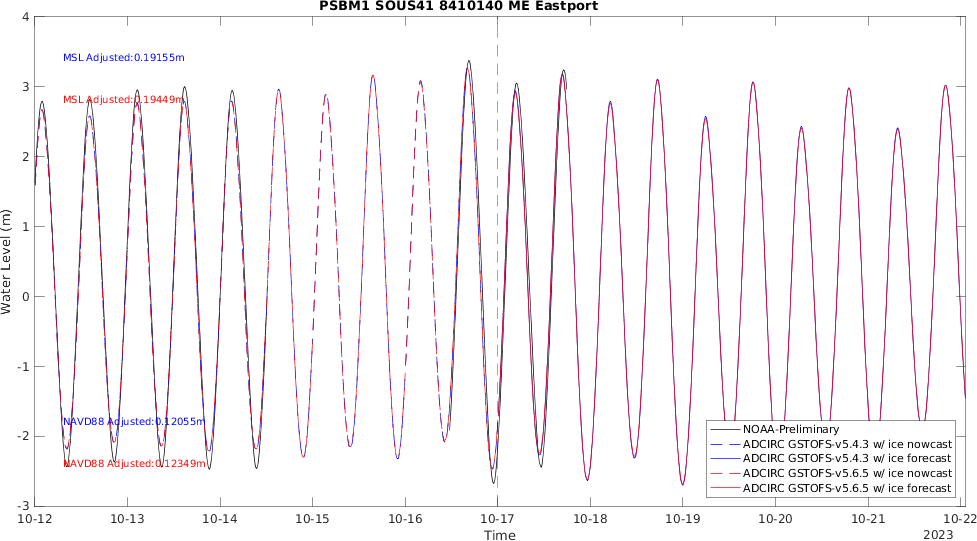 PSBM1 SOUS41 8410140 ME Eastport
4
3
2
1
0
-1
-2
-3
Water Level (m)
MSL Adjusted:0.19155m
MSL Adjusted:0.19449m
NAVD88 Adjusted:0.12055m
NAVD88 Adjusted:0.12349m
NOAA-Preliminary
ADCIRC GSTOFS-v5.4.3 w/ ice nowcast
ADCIRC GSTOFS-v5.4.3 w/ ice forecast
ADCIRC GSTOFS-v5.6.5 w/ ice nowcast
ADCIRC GSTOFS-v5.6.5 w/ ice forecast
10-12 10-13 10-14 10-15 10-16 10-17 10-18 10-19 10-20 10-21 10-22
Time
2023